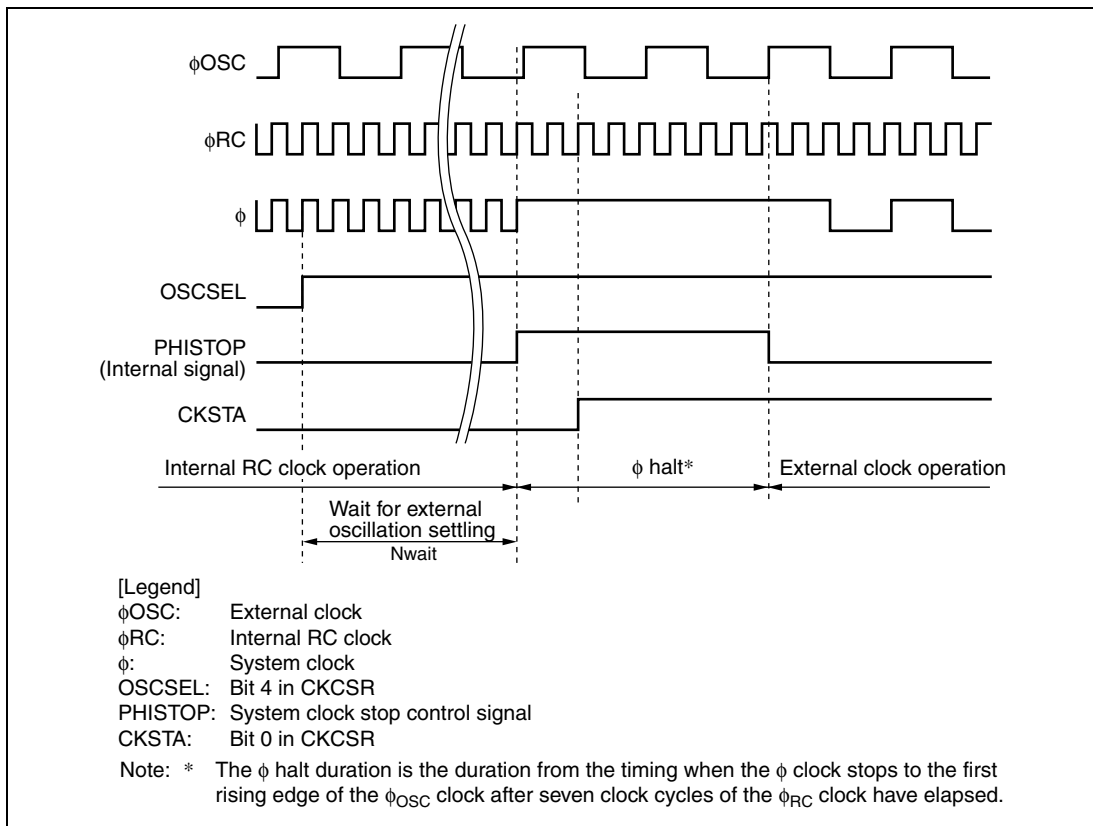 φOSC
φRC
φ
OSCSEL
PHISTOP
(Internal signal)
CKSTA
Internal RC clock operation
φ halt*
External clock operation
Wait for external
oscillation settling
Nwait
[Legend]
φOSC: External clock
φRC: Internal RC clock
φ: System clock
OSCSEL: Bit 4 in CKCSR
PHISTOP: System clock stop control signal
CKSTA: Bit 0 in CKCSR
Note: * The φ halt duration is the duration from the timing when the φ clock stops to the first
rising edge of the φOSC clock after seven clock cycles of the φRC clock have elapsed.